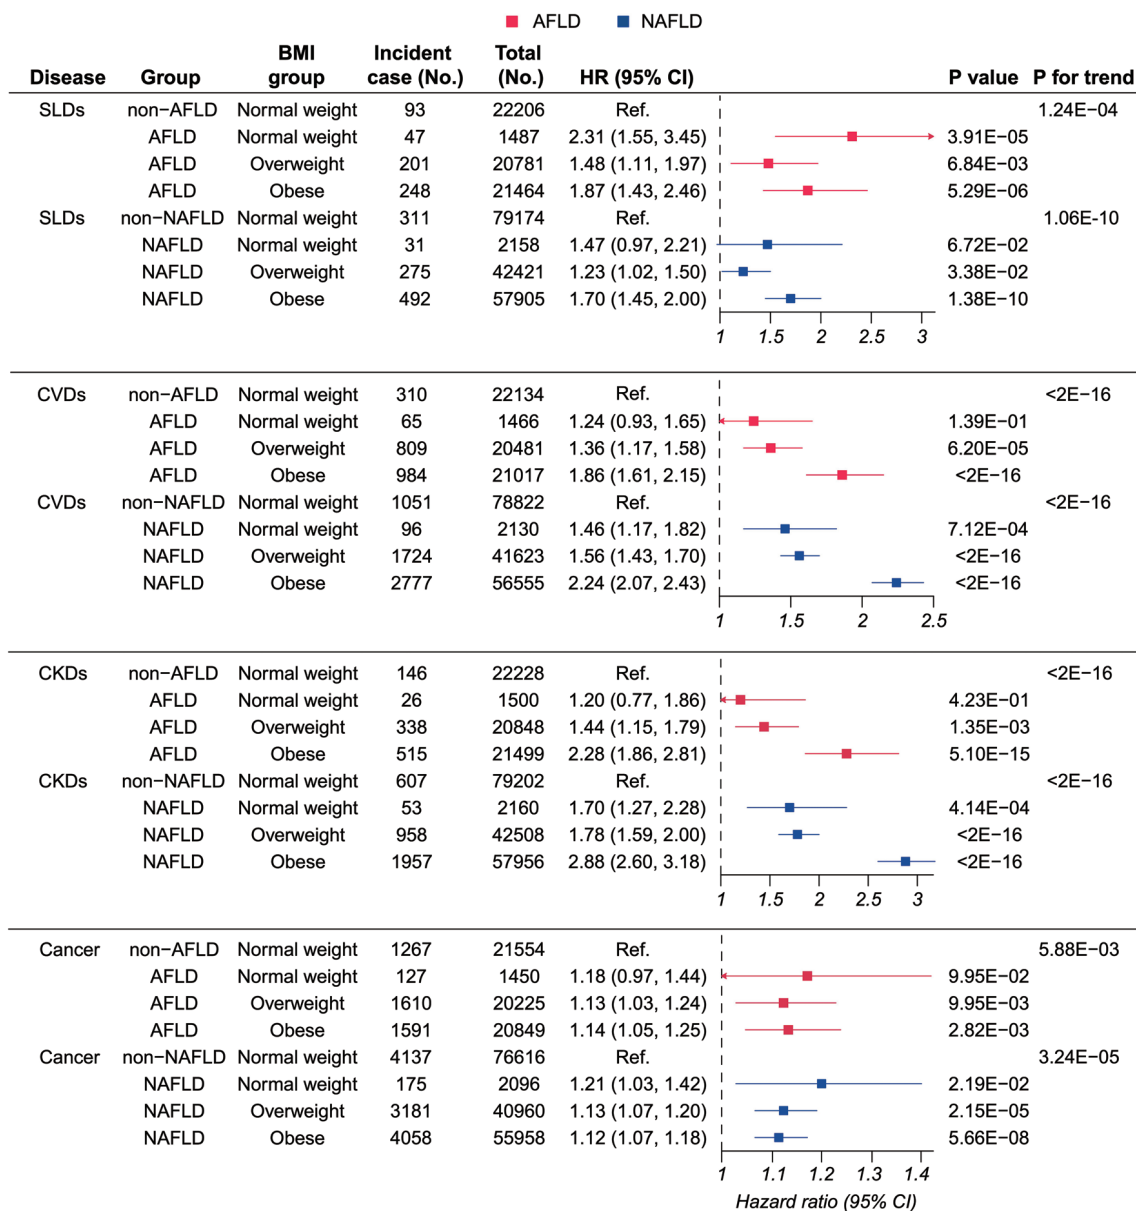 AFLD NAFLD
Disease Group BMI group Incident case (No.) Total (No.) HR (95% CI) P value P for trend
SLDs non−AFLD Normal weight 93 22206 Ref. 1.24E−04
AFLD Normal weight 47 1487 2.31 (1.55, 3.45) 3.91E−05
AFLD Overweight 201 20781 1.48 (1.11, 1.97) 6.84E−03
AFLD Obese 248 21464 1.87 (1.43, 2.46) 5.29E−06
SLDs non−NAFLD Normal weight 311 79174 Ref. 1.06E-10
NAFLD Normal weight 31 2158 1.47 (0.97, 2.21) 6.72E−02
NAFLD Overweight 275 42421 1.23 (1.02, 1.50) 3.38E−02
NAFLD Obese 492 57905 1.70 (1.45, 2.00) 1.38E−10
1 1.5 2 2.5 3
CVDs non−AFLD Normal weight 310 22134 Ref. <2E−16
AFLD Normal weight 65 1466 1.24 (0.93, 1.65) 1.39E−01
AFLD Overweight 809 20481 1.36 (1.17, 1.58) 6.20E−05
AFLD Obese 984 21017 1.86 (1.61, 2.15) <2E−16
CVDs non−NAFLD Normal weight 1051 78822 Ref. <2E−16
NAFLD Normal weight 96 2130 1.46 (1.17, 1.82) 7.12E−04
NAFLD Overweight 1724 41623 1.56 (1.43, 1.70) <2E−16
NAFLD Obese 2777 56555 2.24 (2.07, 2.43) <2E−16
1 1.5 2 2.5
CKDs non−AFLD Normal weight 146 22228 Ref. <2E−16
AFLD Normal weight 26 1500 1.20 (0.77, 1.86) 4.23E−01
AFLD Overweight 338 20848 1.44 (1.15, 1.79) 1.35E−03
AFLD Obese 515 21499 2.28 (1.86, 2.81) 5.10E−15
CKDs non−NAFLD Normal weight 607 79202 Ref. <2E−16
NAFLD Normal weight 53 2160 1.70 (1.27, 2.28) 4.14E−04
NAFLD Overweight 958 42508 1.78 (1.59, 2.00) <2E−16
NAFLD Obese 1957 57956 2.88 (2.60, 3.18) <2E−16
1 1.5 2 2.5 3
Cancer non−AFLD Normal weight 1267 21554 Ref. 5.88E−03
AFLD Normal weight 127 1450 1.18 (0.97, 1.44) 9.95E−02
AFLD Overweight 1610 20225 1.13 (1.03, 1.24) 9.95E−03
AFLD Obese 1591 20849 1.14 (1.05, 1.25) 2.82E−03
Cancer non−NAFLD Normal weight 4137 76616 Ref. 3.24E−05
NAFLD Normal weight 175 2096 1.21 (1.03, 1.42) 2.19E−02
NAFLD Overweight 3181 40960 1.13 (1.07, 1.20) 2.15E−05
NAFLD Obese 4058 55958 1.12 (1.07, 1.18) 5.66E−08
1 1.1 1.2 1.3 1.4
Hazard ratio (95% CI)